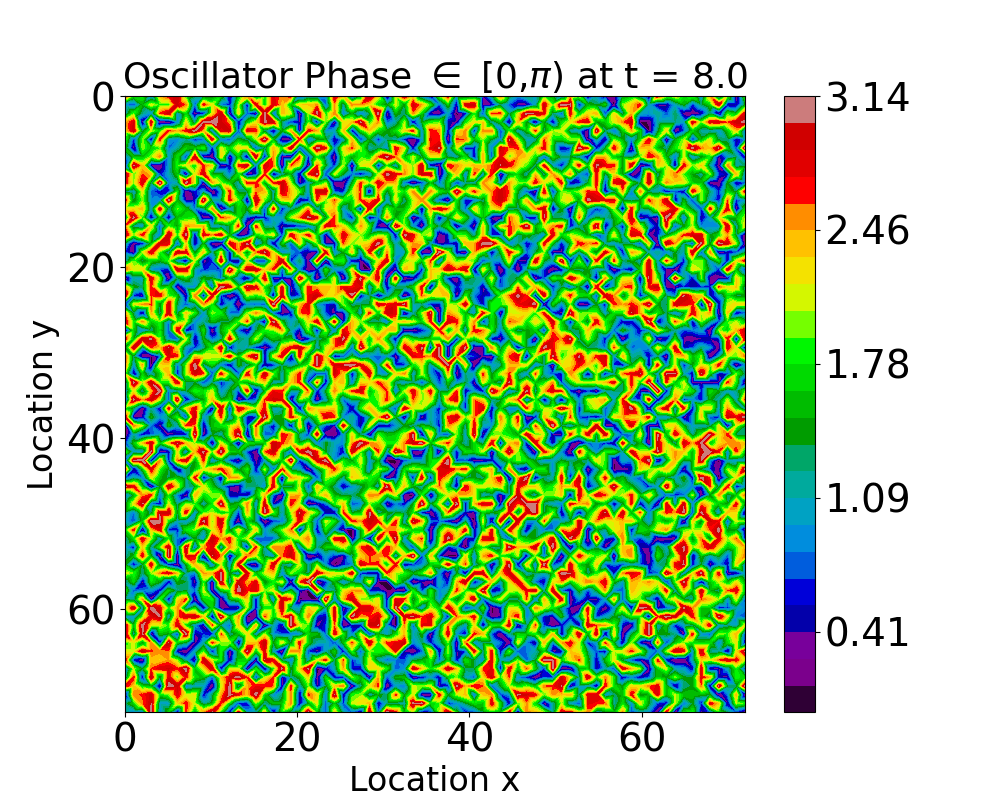 Oscillator Phase ∈ [0,π) at t = 8.0
0
20
40
60
Location y
0 20 40 60
Location x
3.14
2.46
1.78
1.09
0.41